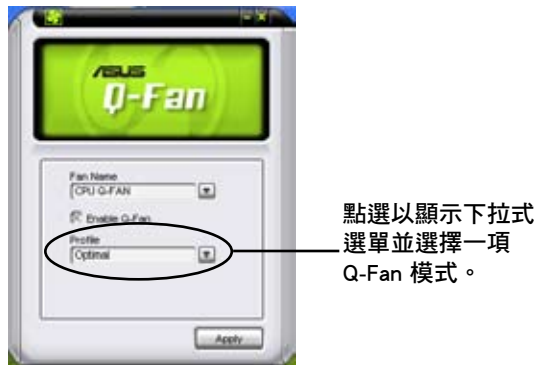 ASUS
Q-Fan
Fan Name
CPU Q-FAN
Enable Q-Fan
Profile
Optimal
Apply
點選以顯示下拉式
選單並選擇一項
Q-Fan 模式。